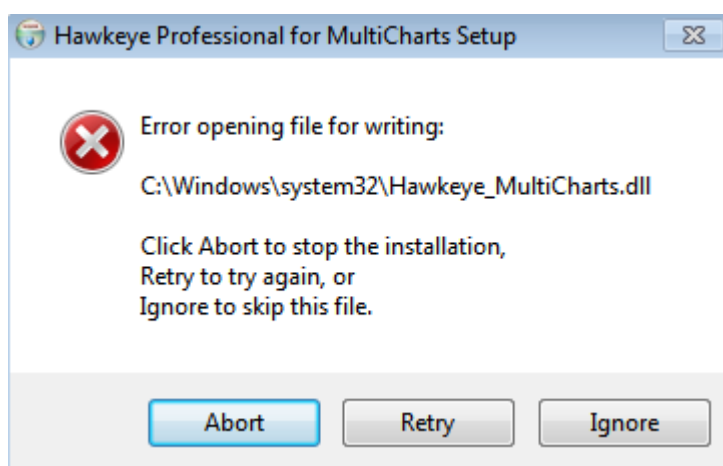 Hawkeye Professional for MultiCharts Setup
Error opening file for writing:
C:\Windows\system32\Hawkeye_MultiCharts.dll
Click Abort to stop the installation,
Retry to try again, or
Ignore to skip this file.
Abort
Retry
Ignore